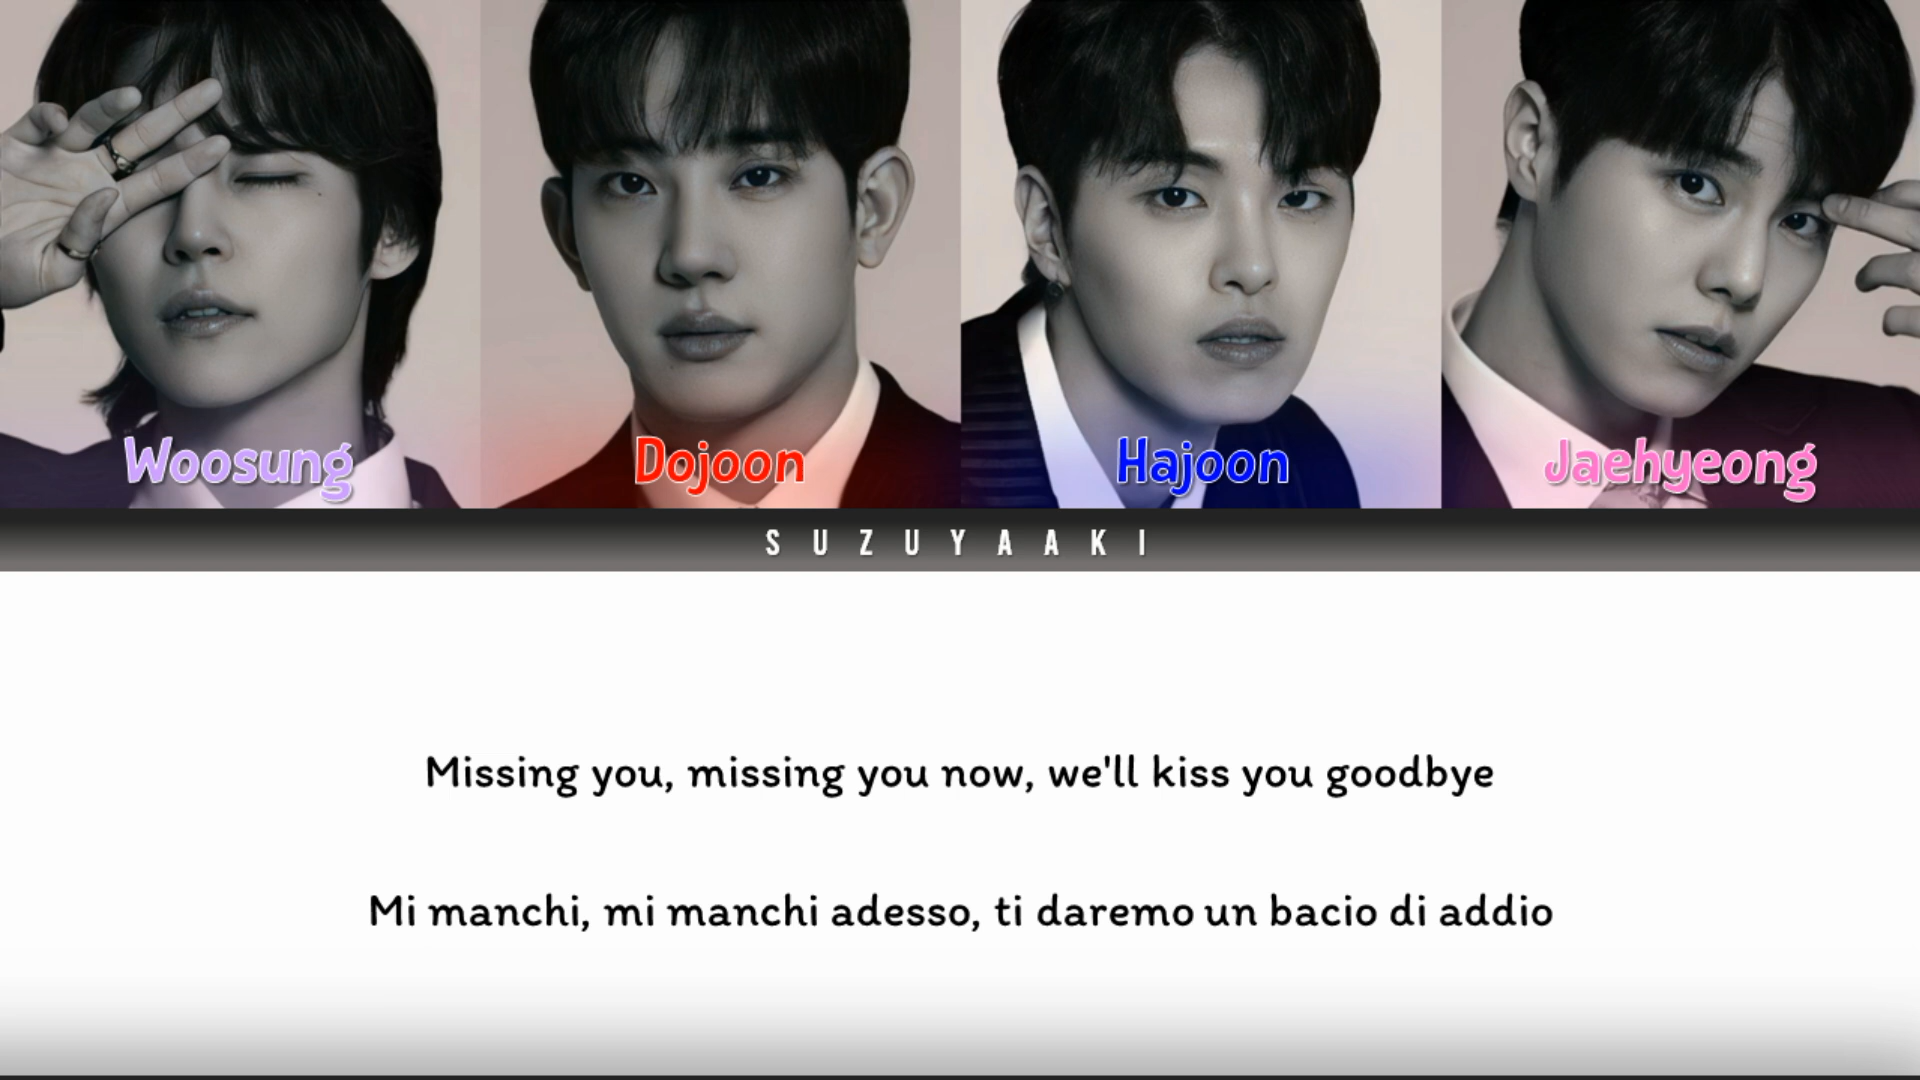 Woosung
Dojoon
Hajoon
Jaehyeong
SUZUYAAKI
Missing you, missing you now, we'll kiss you goodbye
Mi manchi, mi manchi adesso, ti daremo un bacio di addio